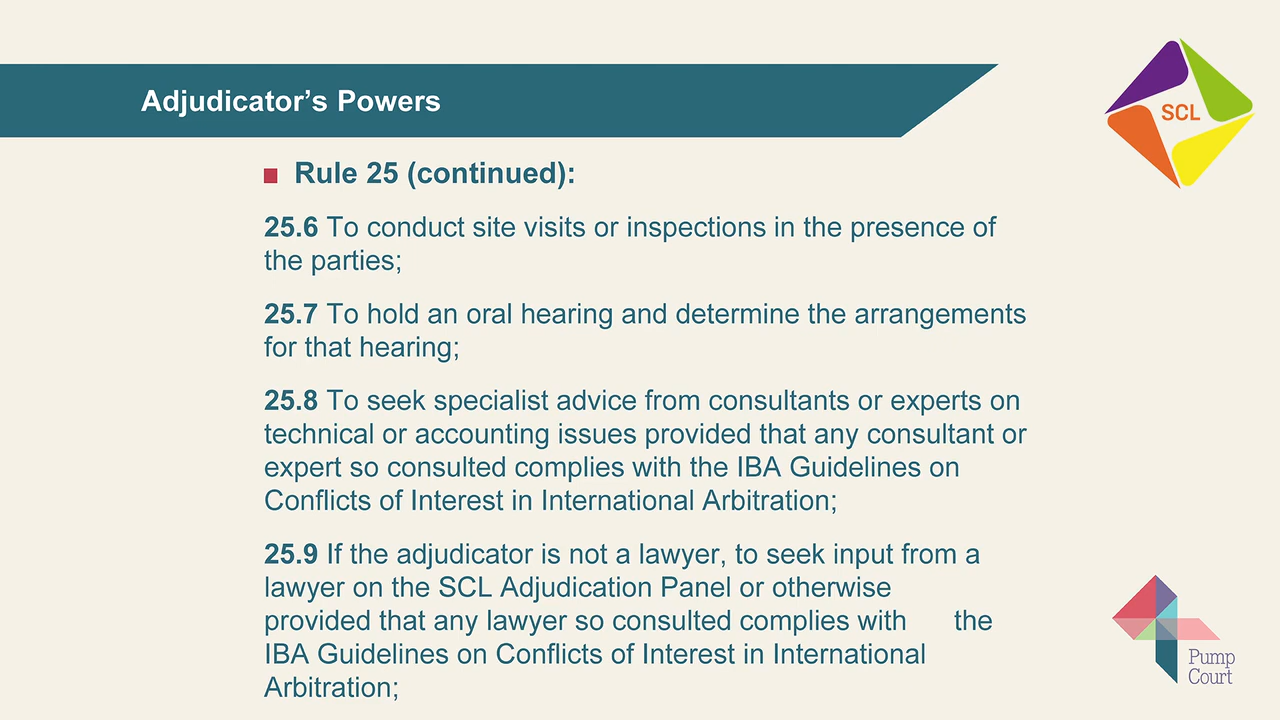 Adjudicator’s Powers
SCL
Rule 25 (continued):
25.6 To conduct site visits or inspections in the presence of
the parties;
25.7 To hold an oral hearing and determine the arrangements
for that hearing;
25.8 To seek specialist advice from consultants or experts on
technical or accounting issues provided that any consultant or
expert so consulted complies with the IBA Guidelines on
Conflicts of Interest in International Arbitration;
25.9 If the adjudicator is not a lawyer, to seek input from a
lawyer on the SCL Adjudication Panel or otherwise
provided that any lawyer so consulted complies with the
IBA Guidelines on Conflicts of Interest in International
Arbitration;
Pump
Court